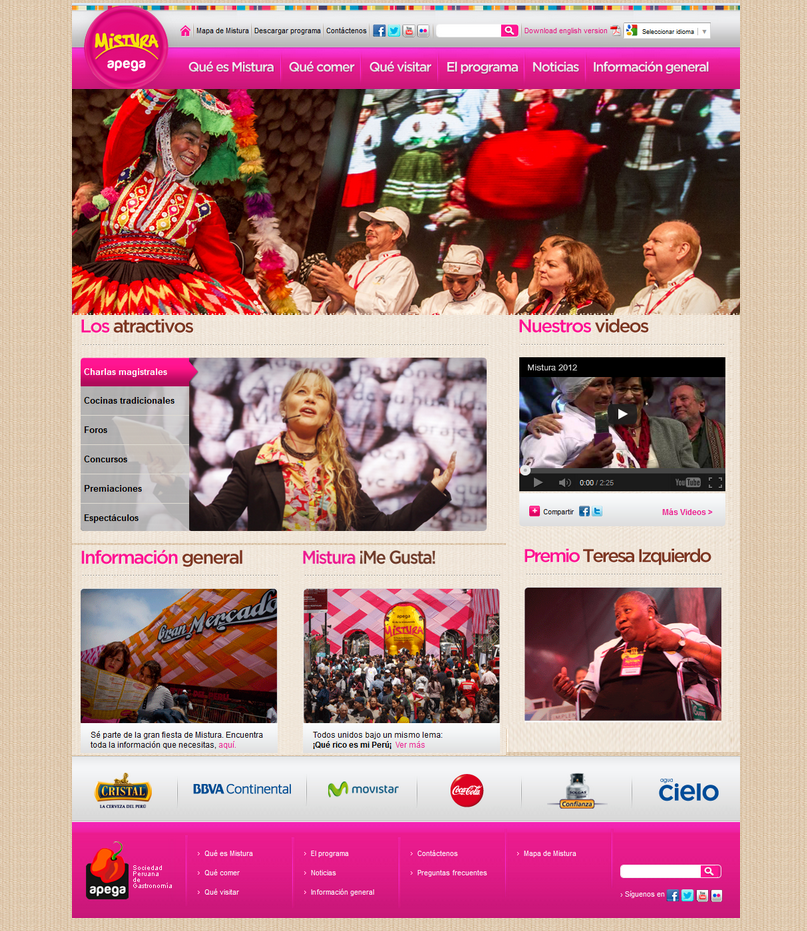 MISTURA
apega
Mapa de Mistura
Descargar programa
Contáctenos
Download english version
Seleccionar idioma
Qué es Mistura
Qué comer
Qué visitar
El programa
Noticias
Información general
Los atractivos
Charlas magistrales
Cocinas tradicionales
Foros
Concursos
Premiaciones
Espectáculos
Nuestros videos
Mistura 2012
0:00 / 2:25
YouTube
Compartir
Más Videos >
Información general
Gran Mercado
Sé parte de la gran fiesta de Mistura. Encuentra
toda la información que necesitas, aquí.
Mistura ¡Me Gusta!
apega
MISTURA
Todos unidos bajo un mismo lema:
¡Qué rico es mi Perú¡ Ver más
Premio Teresa Izquierdo
CRISTAL
LA CERVEZA DEL PERÚ
BBVA Continental
movistar
Coca-Cola
Confianza
agua
cielo
apega
Sociedad
Peruana
de
Gastronomía
› Qué es Mistura
› Qué comer
› Qué visitar
› El programa
› Noticias
› Información general
› Contáctenos
› Preguntas frecuentes
› Mapa de Mistura
› Síguenos en